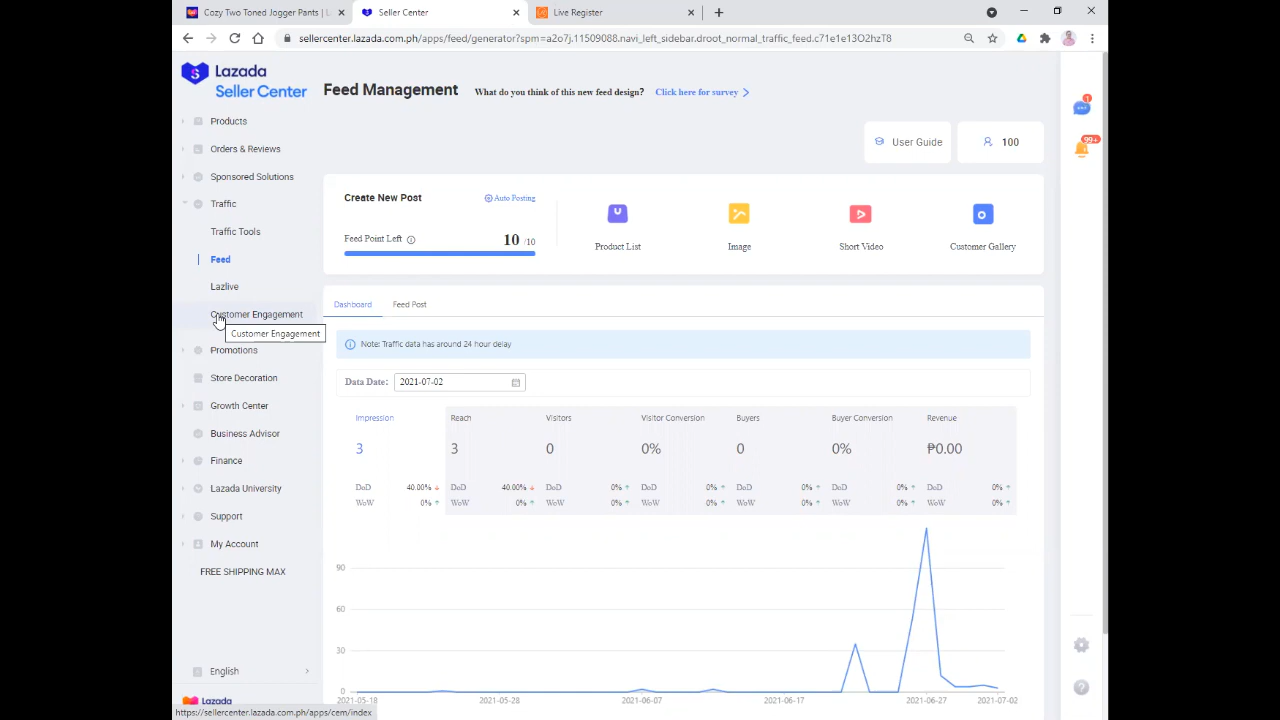 Cozy Two Toned Jogger Pants | L
Seller Center
Live Register
sellercenter.lazada.com.ph/apps/feed/generator?spm=a2o7j.11509088.navi_left_sidebar.droot_normal_traffic_feed.c71e1e13O2hzT8
Lazada
Seller Center
Products
Orders & Reviews
Sponsored Solutions
Traffic
Traffic Tools
Feed
Lazlive
Customer Engagement
Customer Engagement
Promotions
Store Decoration
Growth Center
Business Advisor
Finance
Lazada University
Support
My Account
FREE SHIPPING MAX
English
Lazada
https://sellercenter.lazada.com.ph/apps/cem/index
Feed Management
What do you think of this new feed design? Click here for survey
User Guide
100
Create New Post
Auto Posting
Feed Point Left
10 /10
Product List
Image
Short Video
Customer Gallery
Dashboard
Feed Post
Note: Traffic data has around 24 hour delay
Data Date: 2021-07-02
Impression Reach Visitors Visitor Conversion Buyers Buyer Conversion Revenue
3 3 0 0% 0 0% ₱0.00
DoD 40.00% DoD 40.00% DoD 0% DoD 0% DoD 0% DoD 0% DoD 0%
WoW 0% WoW 0% WoW 0% WoW 0% WoW 0% WoW 0% WoW 0%
90
60
30
0
2021-05-18 2021-05-28 2021-06-07 2021-06-17 2021-06-27 2021-07-02
1
99+